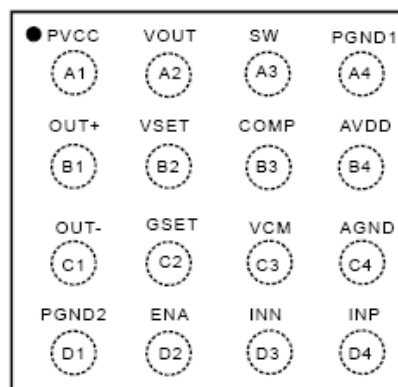 PVCC VOUT SW PGND1
A1 A2 A3 A4
OUT+ VSET COMP AVDD
B1 B2 B3 B4
OUT- GSET VCM AGND
C1 C2 C3 C4
PGND2 ENA INN INP
D1 D2 D3 D4